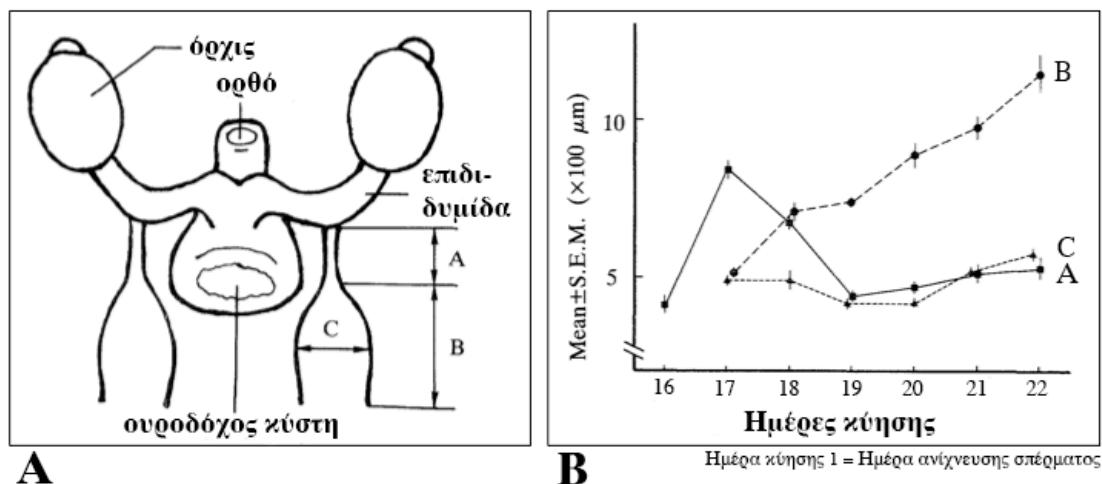 όρχις
ορθό
επιδι-
δυμίδα
A
B
C
ουροδόχος κύστη
A
Mean±S.E.M. (×100 μm)
10
5
B
C
A
16 17 18 19 20 21 22
Ημέρες κύησης
B
Ημέρα κύησης 1 = Ημέρα ανίχνευσης σπέρματος